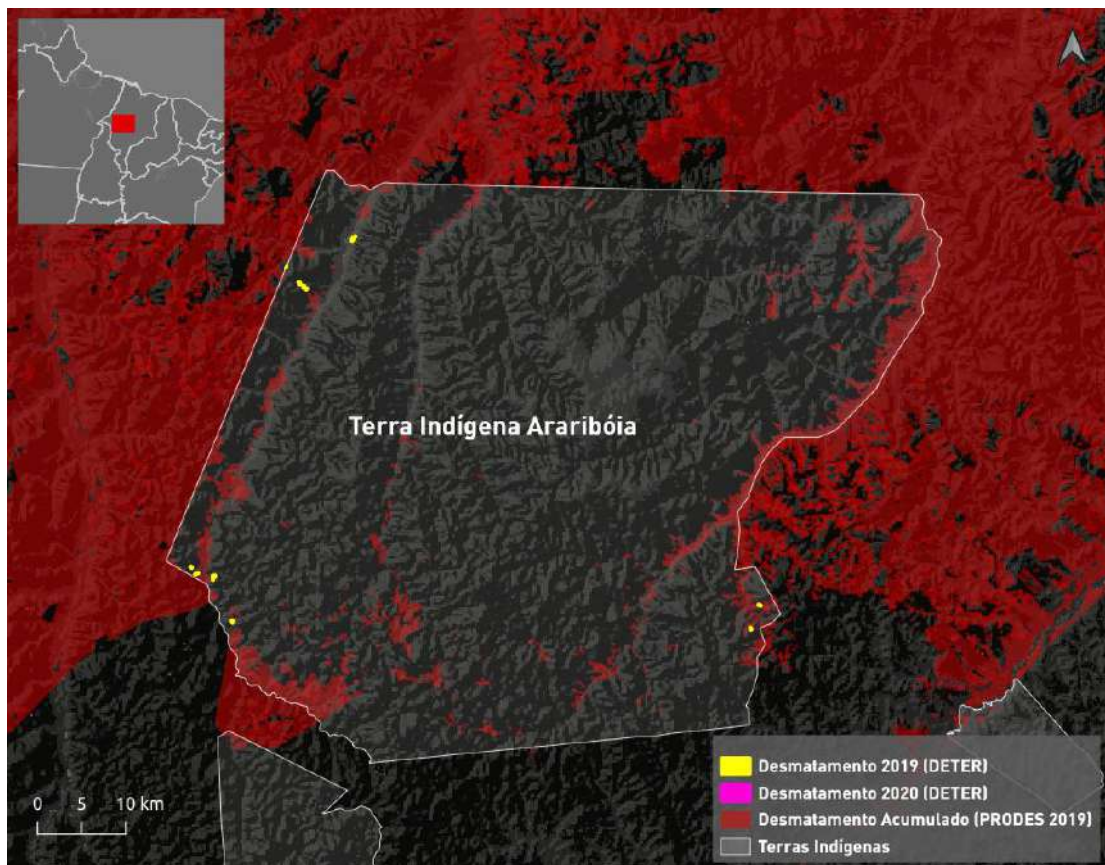 Terra Indígena Araribóia
0 5 10 km
Desmatamento 2019 (DETER)
Desmatamento 2020 (DETER)
Desmatamento Acumulado (PRODES 2019)
Terras Indígenas